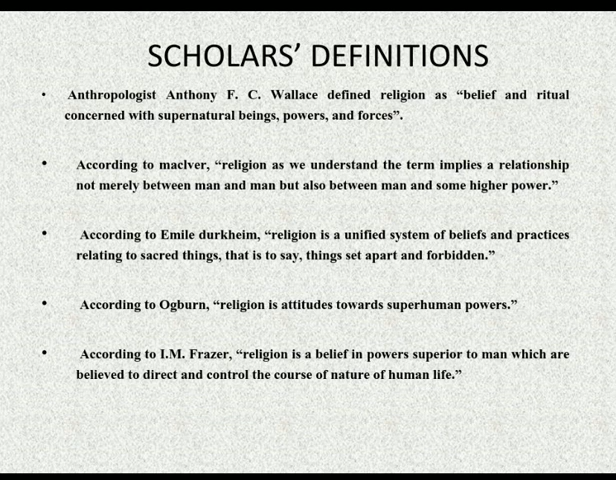 SCHOLARS’ DEFINITIONS
• Anthropologist Anthony F. C. Wallace defined religion as “belief and ritual
concerned with supernatural beings, powers, and forces”.
• According to maclver, “religion as we understand the term implies a relationship
not merely between man and man but also between man and some higher power.”
• According to Emile durkheim, “religion is a unified system of beliefs and practices
relating to sacred things, that is to say, things set apart and forbidden.”
• According to Ogburn, “religion is attitudes towards superhuman powers.”
• According to I.M. Frazer, “religion is a belief in powers superior to man which are
believed to direct and control the course of nature of human life.”